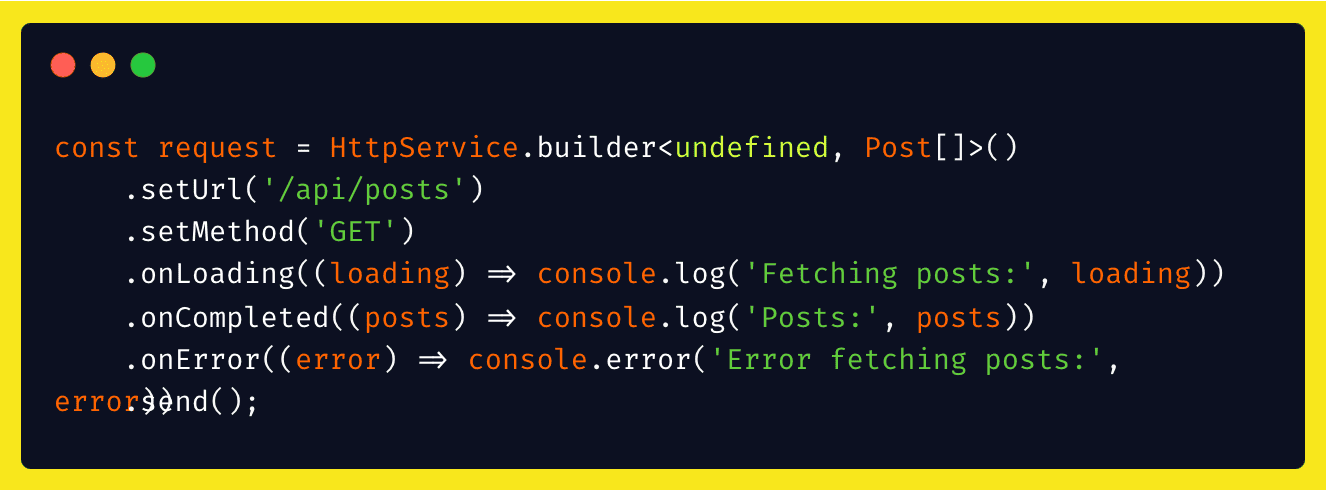 const request = HttpService.builder<undefined, Post[]>()
.setUrl('/api/posts')
.setMethod('GET')
.onLoading((loading) => console.log('Fetching posts:', loading))
.onCompleted((posts) => console.log('Posts:', posts))
.onError((error) => console.error('Error fetching posts:',
error))
.send();